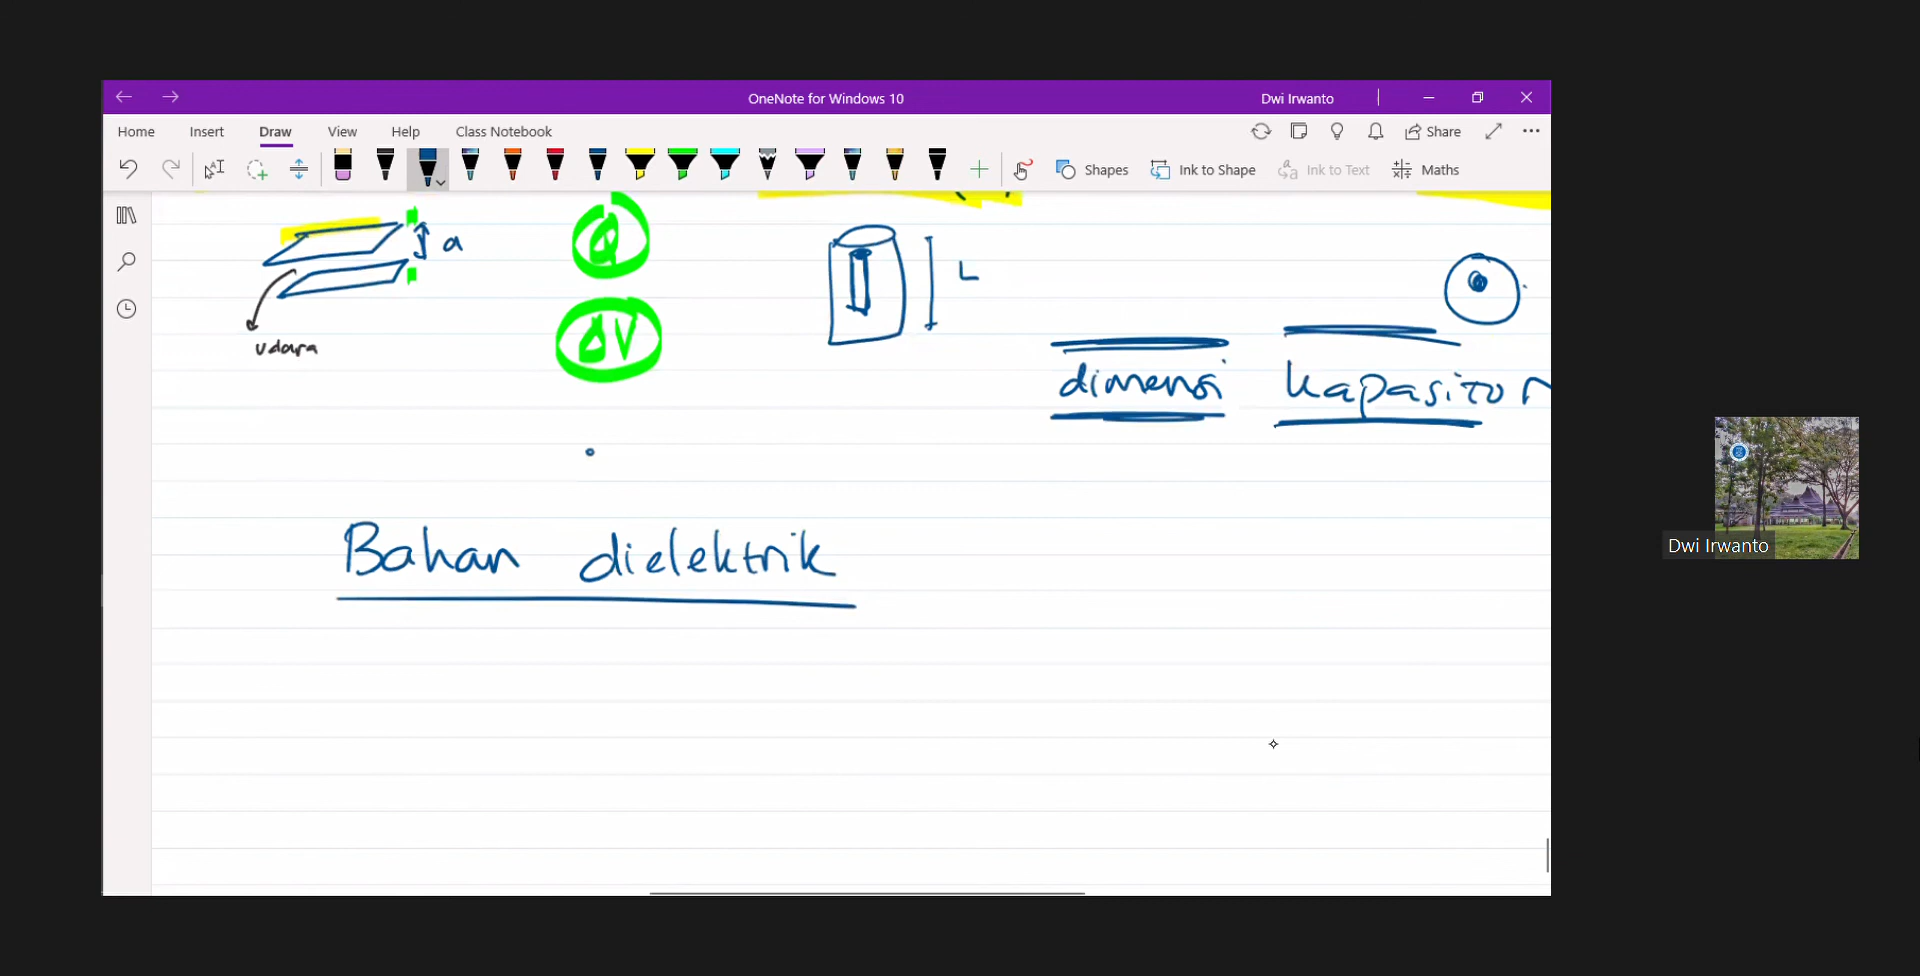 OneNote for Windows 10
Dwi Irwanto
Home Insert Draw View Help Class Notebook
Share
Shapes Ink to Shape Ink to Text Maths
a
Q
L
ΔV
udara
dimensi kapasitor
Bahan dielektrik
Dwi Irwanto